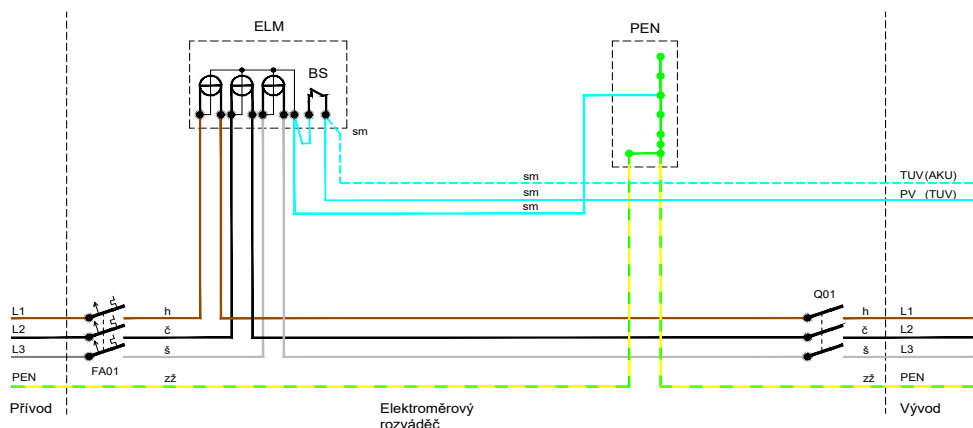 ELM
PEN
BS
sm
sm
TUV(AKU)
sm
PV (TUV)
sm
Q01
L1
h
h
L1
L2
č
č
L2
L3
š
š
L3
FA01
PEN
zž
zž
PEN
Přívod
Elektroměrový
rozváděč
Vývod